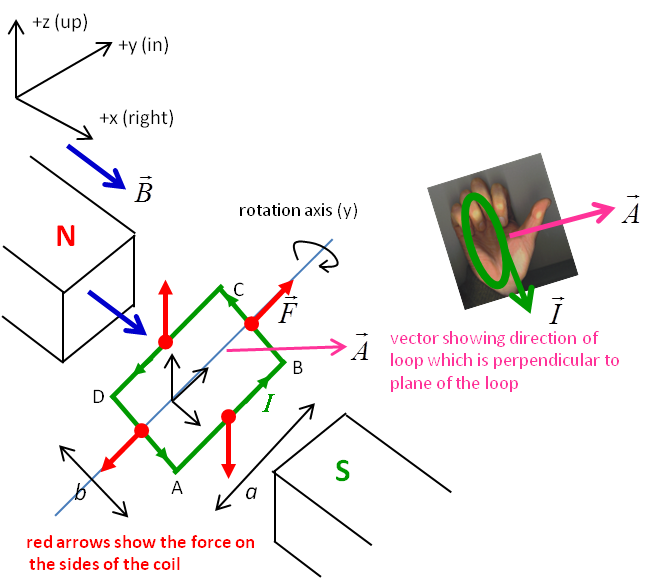 +z (up)
+y (in)
+x (right)
B
N
rotation axis (y)
C
F
A
A
I
vector showing direction of
loop which is perpendicular to
plane of the loop
B
D
I
A
b
a
S
red arrows show the force on
the sides of the coil